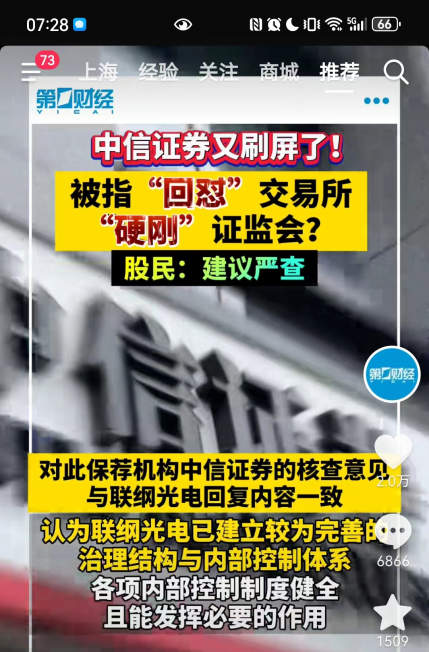 07:28
5G
66
73
上海 经验 关注 商城 推荐
第一财经
YICAI
中信证券又刷屏了!
被指“回怼”交易所
“硬刚”证监会?
股民:建议严查
信证
第一财经
YICAI
对此保荐机构中信证券的核查意见
与联纲光电回复内容一致
2.0万
认为联纲光电已建立较为完善的
治理结构与内部控制体系
6866
各项内部控制制度健全
且能发挥必要的作用
1509